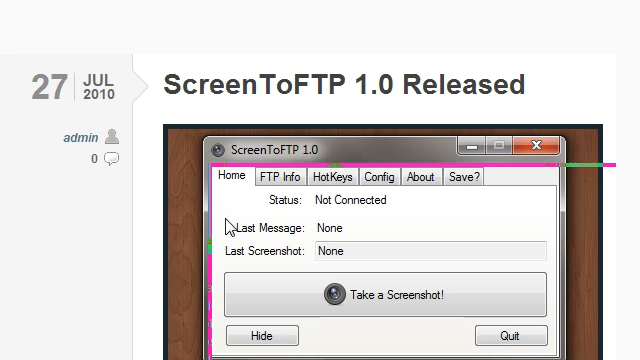 27 JUL 2010
ScreenToFTP 1.0 Released
admin
0
ScreenToFTP 1.0
Home FTP Info HotKeys Config About Save?
Status: Not Connected
Last Message: None
Last Screenshot: None
Take a Screenshot!
Hide Quit